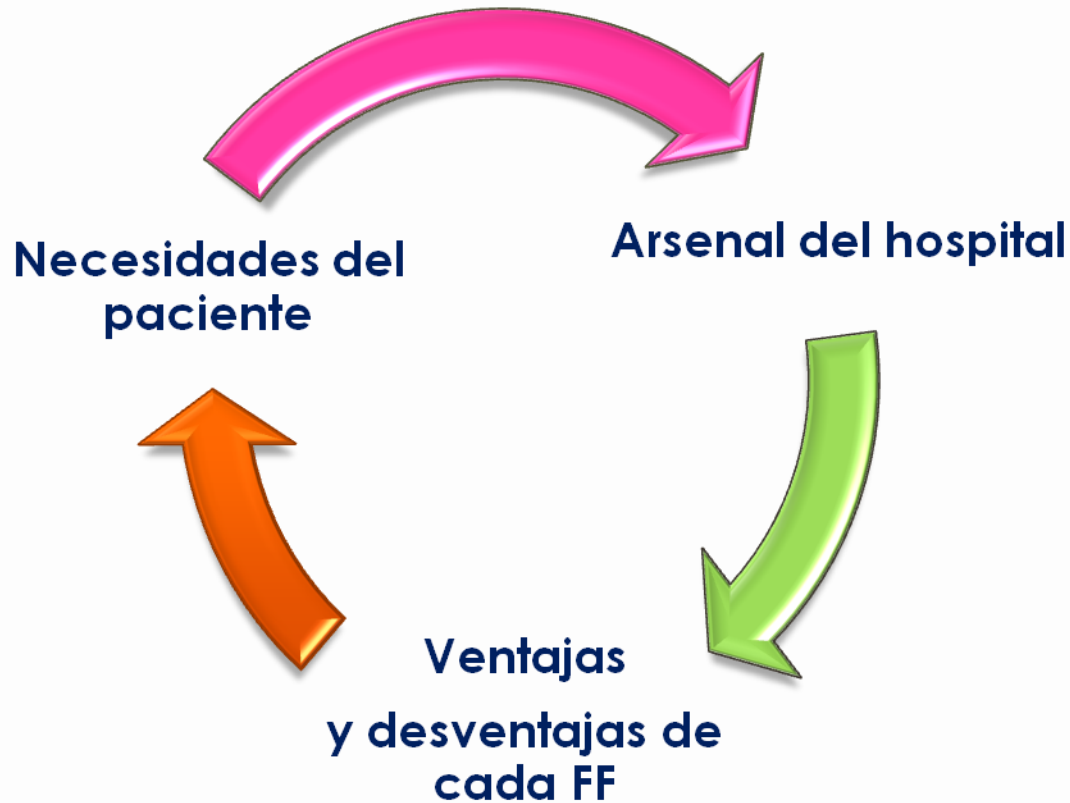 Necesidades del
paciente
Arsenal del hospital
Ventajas
y desventajas de
cada FF